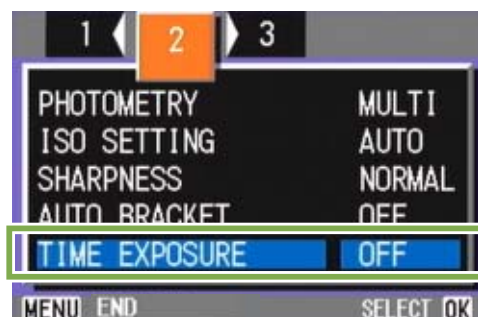 1 2 3
PHOTOMETRY MULTI
ISO SETTING AUTO
SHARPNESS NORMAL
AUTO BRACKET OFF
TIME EXPOSURE OFF
MENU END SELECT OK